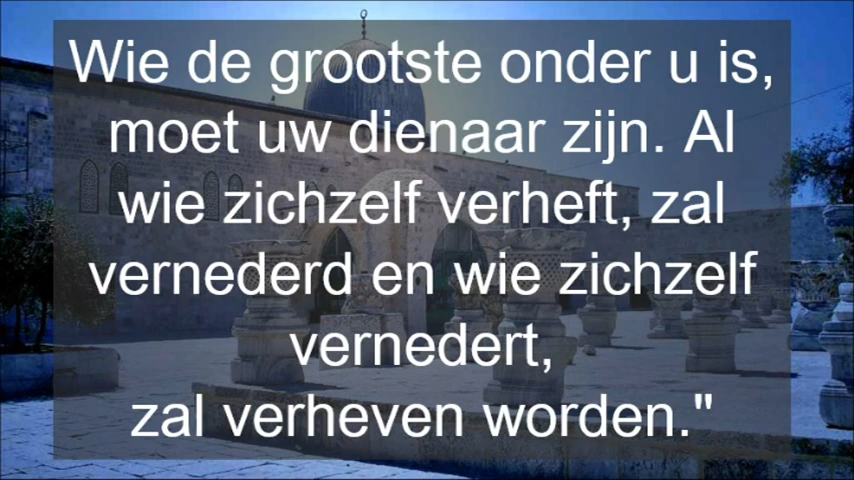 Wie de grootste onder u is,
moet uw dienaar zijn. Al
wie zichzelf verheft, zal
vernederd en wie zichzelf
vernedert,
zal verheven worden."